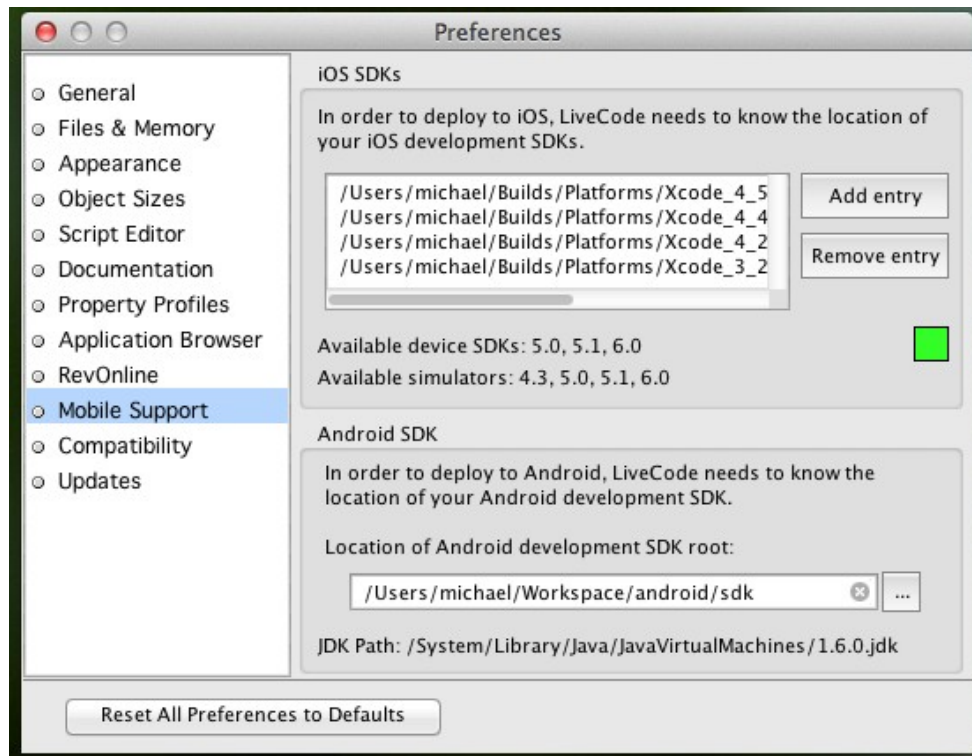 Preferences
General
Files & Memory
Appearance
Object Sizes
Script Editor
Documentation
Property Profiles
Application Browser
RevOnline
Mobile Support
Compatibility
Updates
iOS SDKs
In order to deploy to iOS, LiveCode needs to know the location of
your iOS development SDKs.
/Users/michael/Builds/Platforms/Xcode_4_5
/Users/michael/Builds/Platforms/Xcode_4_4
/Users/michael/Builds/Platforms/Xcode_4_2
/Users/michael/Builds/Platforms/Xcode_3_2
Add entry
Remove entry
Available device SDKs: 5.0, 5.1, 6.0
Available simulators: 4.3, 5.0, 5.1, 6.0
Android SDK
In order to deploy to Android, LiveCode needs to know the
location of your Android development SDK.
Location of Android development SDK root:
/Users/michael/Workspace/android/sdk
...
JDK Path: /System/Library/Java/JavaVirtualMachines/1.6.0.jdk
Reset All Preferences to Defaults